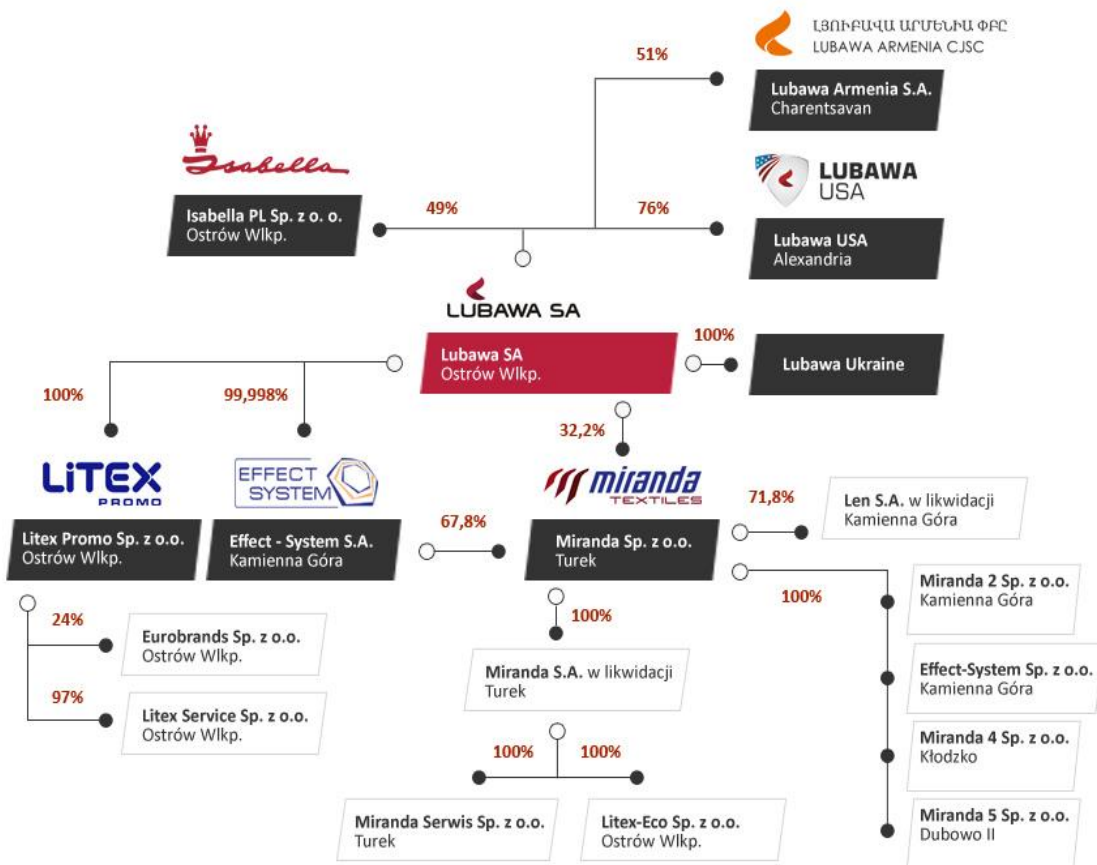 ԼՅՈՒԲԱՎԱ ԱՐՄԵՆԻԱ ՓԲԸ
LUBAWA ARMENIA CJSC
51%
Lubawa Armenia S.A.
Charentsavan
Isabella
LUBAWA
USA
Isabella PL Sp. z o. o.
Ostrów Wlkp.
49%
76%
Lubawa USA
Alexandria
LUBAWA SA
Lubawa SA
Ostrów Wlkp.
100%
Lubawa Ukraine
100%
99,998%
32,2%
LiTEX
PROMO
EFFECT
SYSTEM
miranda
TEXTILES
71,8%
Len S.A. w likwidacji
Kamienna Góra
Litex Promo Sp. z o.o.
Ostrów Wlkp.
Effect - System S.A.
Kamienna Góra
67,8%
Miranda Sp. z o.o.
Turek
100%
Miranda 2 Sp. z o.o.
Kamienna Góra
24%
Eurobrands Sp. z o.o.
Ostrów Wlkp.
100%
Miranda S.A. w likwidacji
Turek
Effect-System Sp. z o.o.
Kamienna Góra
97%
Litex Service Sp. z o.o.
Ostrów Wlkp.
100%
100%
Miranda 4 Sp. z o.o.
Kłodzko
Miranda Serwis Sp. z o.o.
Turek
Litex-Eco Sp. z o.o.
Ostrów Wlkp.
Miranda 5 Sp. z o.o.
Dubowo II